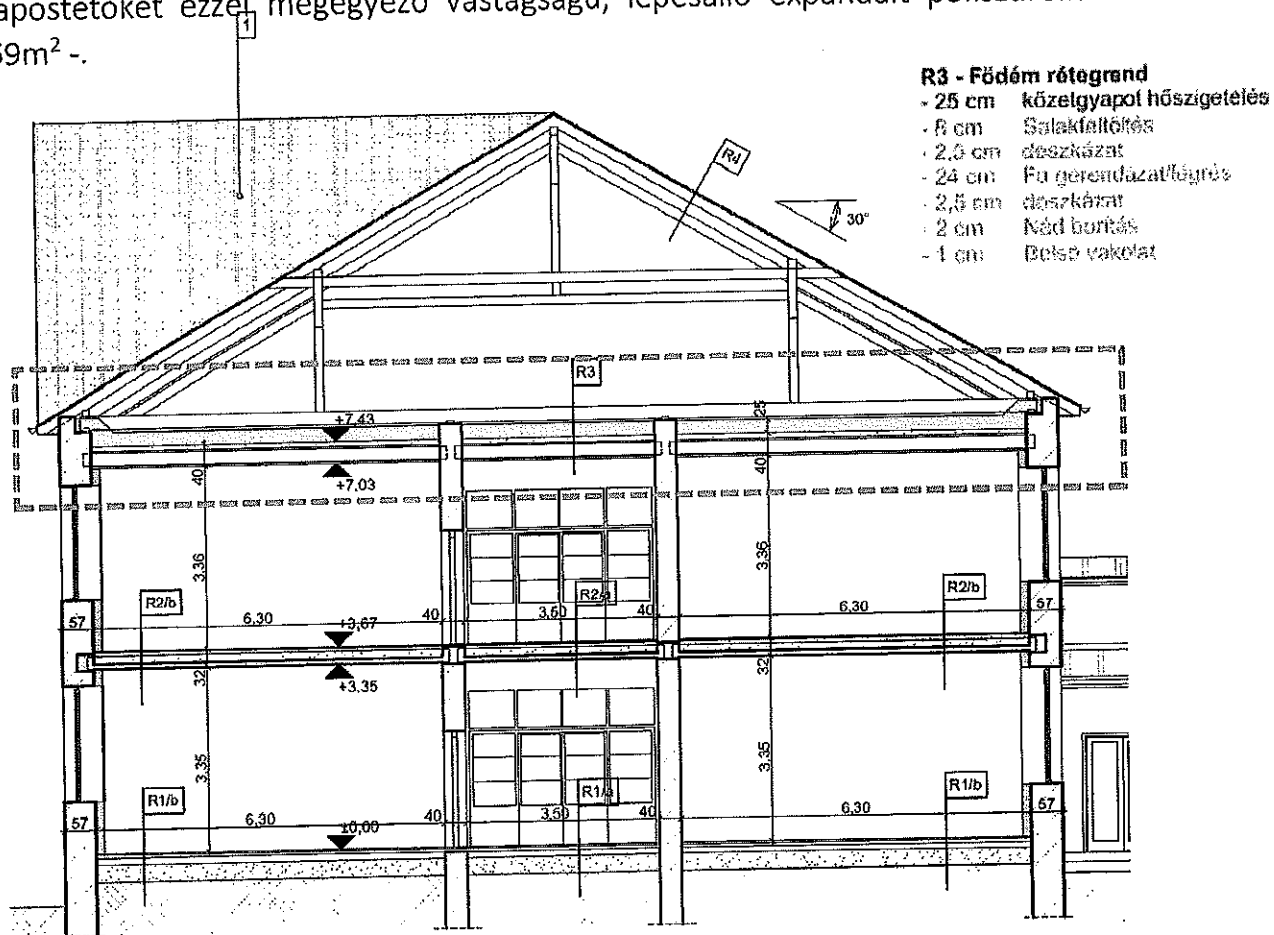 apostetőket ezzel megegyező vastagságú, lépésálló expandált
69m² -.
1
R3 - Födém rétegrend
- 25 cm kőzetgyapot hőszigetelés
- 8 cm Salakfeltöltés
- 2,5 cm deszkázat
- 24 cm Fa gerendázat/légrés
- 2,5 cm deszkázat
- 2 cm Nád borítás
- 1 cm Belső vakolat
R4
30°
R3
+7,43
25
40
40
+7,03
3,36
3,36
R2/b
R2/a
R2/b
57
6,30
40
3,50
40
6,30
57
+3,67
32
32
+3,35
3,35
3,35
R1/b
R1/a
R1/b
57
6,30
40
3,50
40
6,30
57
±0,00